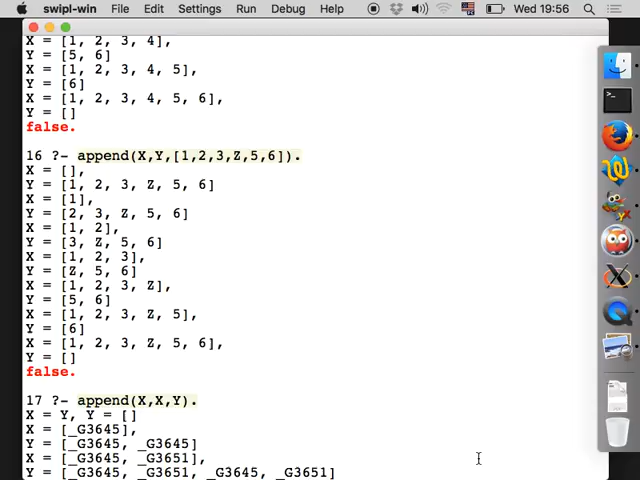 swipl-win File Edit Settings Run Debug Wed 19:56
X = [1, 2, 3, 4],
Y = [5, 6]
X = [1, 2, 3, 4, 5],
Y = [6]
X = [1, 2, 3, 4, 5, 6],
Y = []
false.
16 ?- append(X,Y,[1,2,3,Z,5,6]).
X = [],
Y = [1, 2, 3, Z, 5, 6]
X = [1],
Y = [2, 3, Z, 5, 6]
X = [1, 2],
Y = [3, Z, 5, 6]
X = [1, 2, 3],
Y = [Z, 5, 6]
X = [1, 2, 3, Z],
Y = [5, 6]
X = [1, 2, 3, Z, 5],
Y = [6]
X = [1, 2, 3, Z, 5, 6],
Y = []
false.
17 ?- append(X,X,Y).
X = Y, Y = []
X = [_G3645],
Y = [_G3645, _G3645]
X = [_G3645, _G3651],
Y = [_G3645, _G3651, _G3645, _G3651]